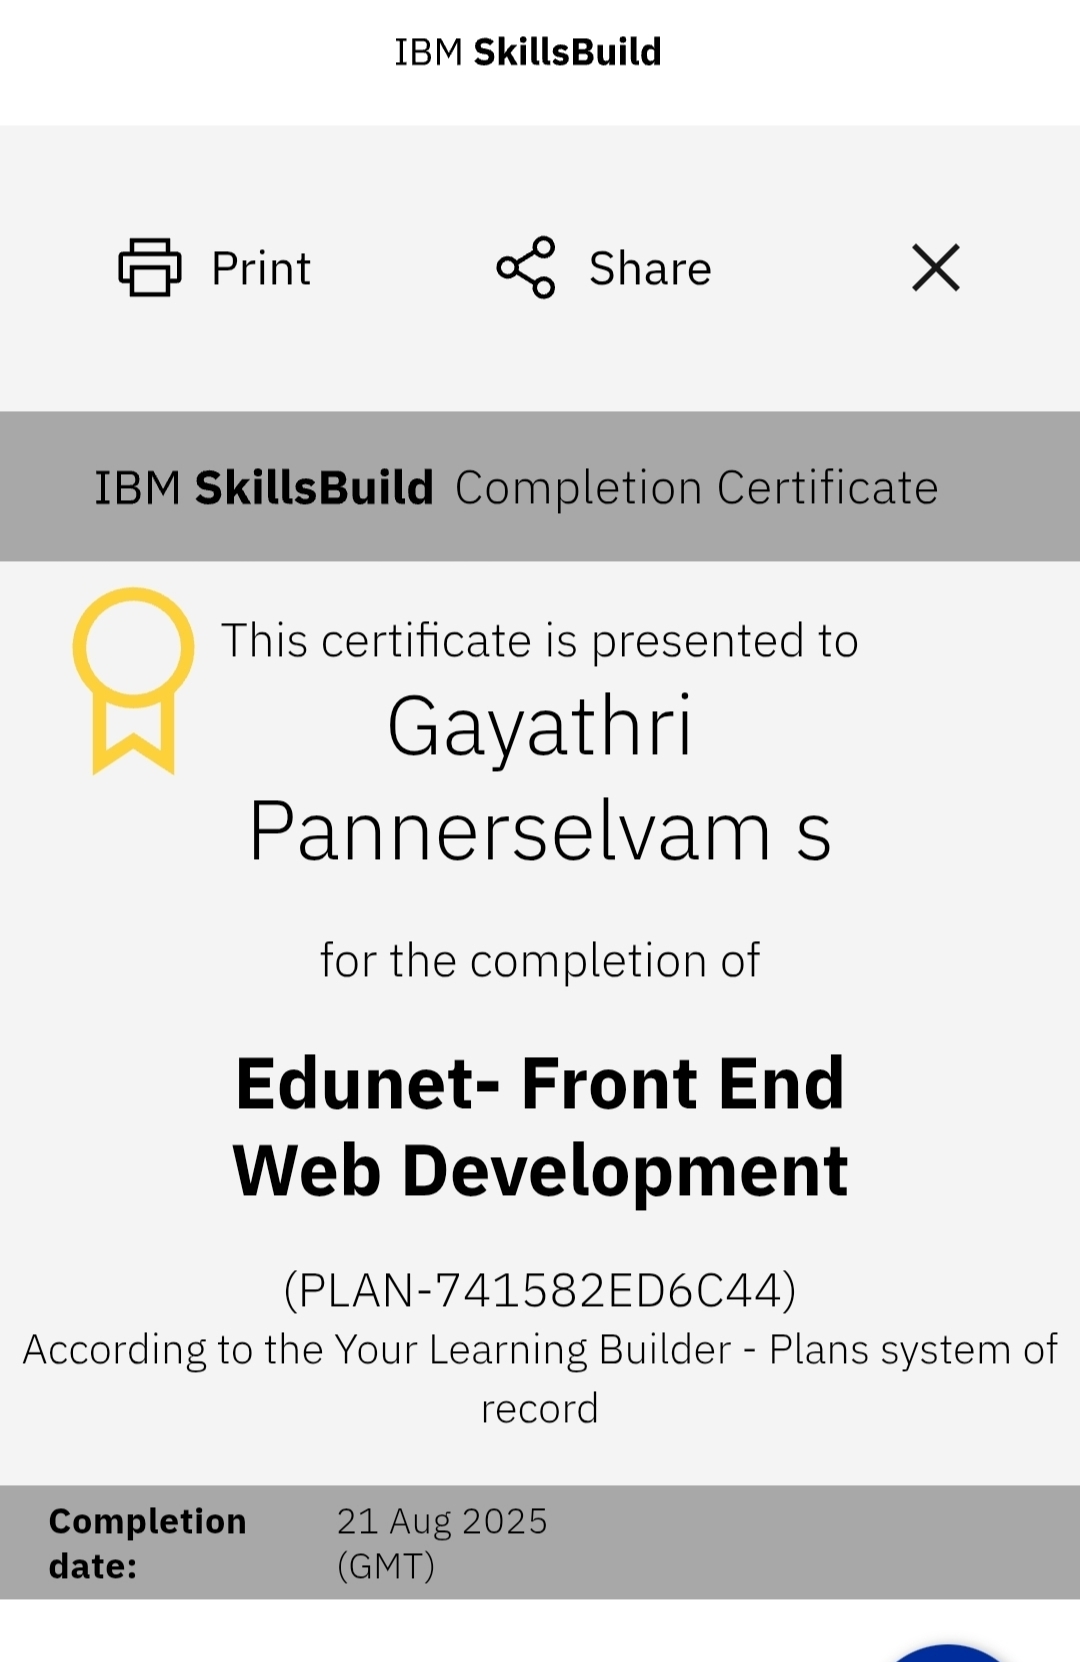 IBM SkillsBuild
Print
Share
IBM SkillsBuild Completion Certificate
This certificate is presented to
Gayathri
Pannerselvam s
for the completion of
Edunet- Front End
Web Development
(PLAN-741582ED6C44)
According to the Your Learning Builder - Plans system of
record
Completion date:
21 Aug 2025 (GMT)